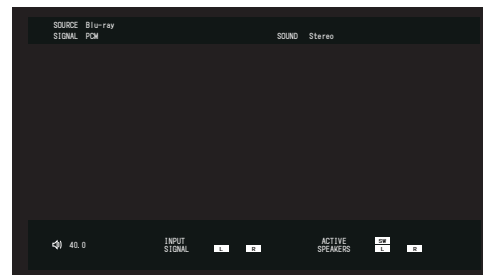 SOURCE Blu-ray
SIGNAL PCM SOUND Stereo
40.0 INPUT SIGNAL L R ACTIVE SPEAKERS SW L R